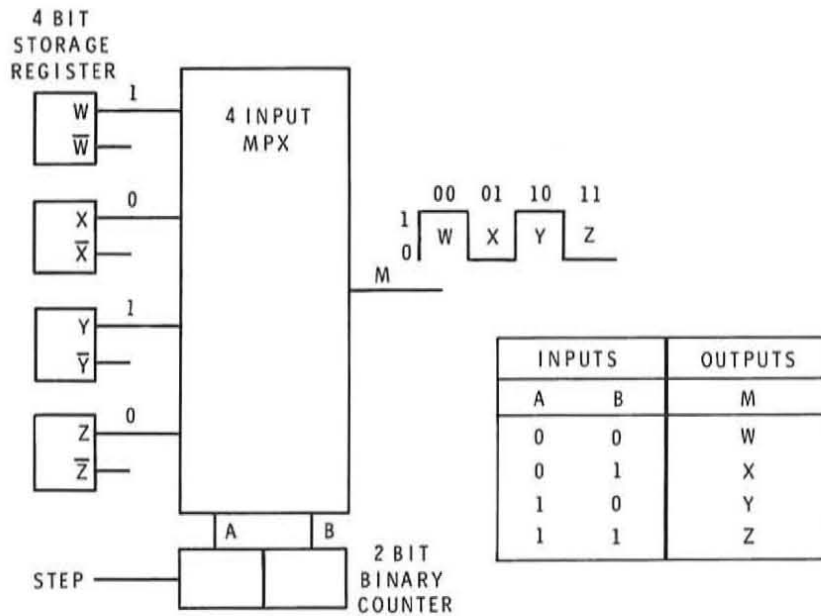 4 BIT
STORAGE
REGISTER
W
W̅
1
X
X̅
0
Y
Y̅
1
Z
Z̅
0
4 INPUT
MPX
M
00 01 10 11
1
0
W X Y Z
A
B
STEP
2 BIT
BINARY
COUNTER
INPUTS OUTPUTS
A B M
0 0 W
0 1 X
1 0 Y
1 1 Z